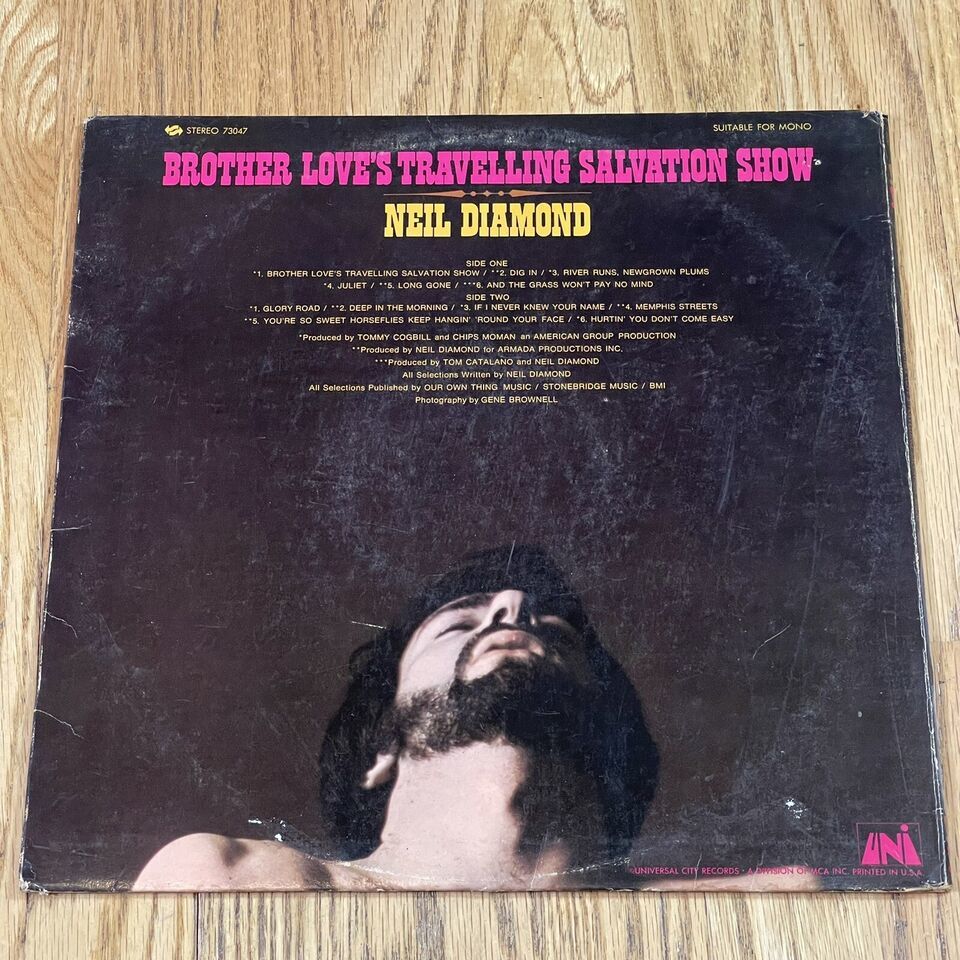 STEREO 73047
SUITABLE FOR MONO
BROTHER LOVE'S TRAVELLING SALVATION SHOW
NEIL DIAMOND
SIDE ONE
*1. BROTHER LOVE'S TRAVELLING SALVATION SHOW / **2. DIG IN / *3. RIVER RUNS, NEWGROWN PLUMS
*4. JULIET / **5. LONG GONE / ***6. AND THE GRASS WON'T PAY NO MIND
SIDE TWO
*1. GLORY ROAD / **2. DEEP IN THE MORNING / *3. IF I NEVER KNEW YOUR NAME / **4. MEMPHIS STREETS
**5. YOU'RE SO SWEET HORSEFLIES KEEP HANGIN' 'ROUND YOUR FACE / *6. HURTIN' YOU DON'T COME EASY
*Produced by TOMMY COGBILL and CHIPS MOMAN an AMERICAN GROUP PRODUCTION
**Produced by NEIL DIAMOND for ARMADA PRODUCTIONS INC.
***Produced by TOM CATALANO and NEIL DIAMOND
All Selections Written by NEIL DIAMOND
All Selections Published by OUR OWN THING MUSIC / STONEBRIDGE MUSIC / BMI
Photography by GENE BROWNELL
UNi
©UNIVERSAL CITY RECORDS · A DIVISION OF MCA INC. PRINTED IN U.S.A.